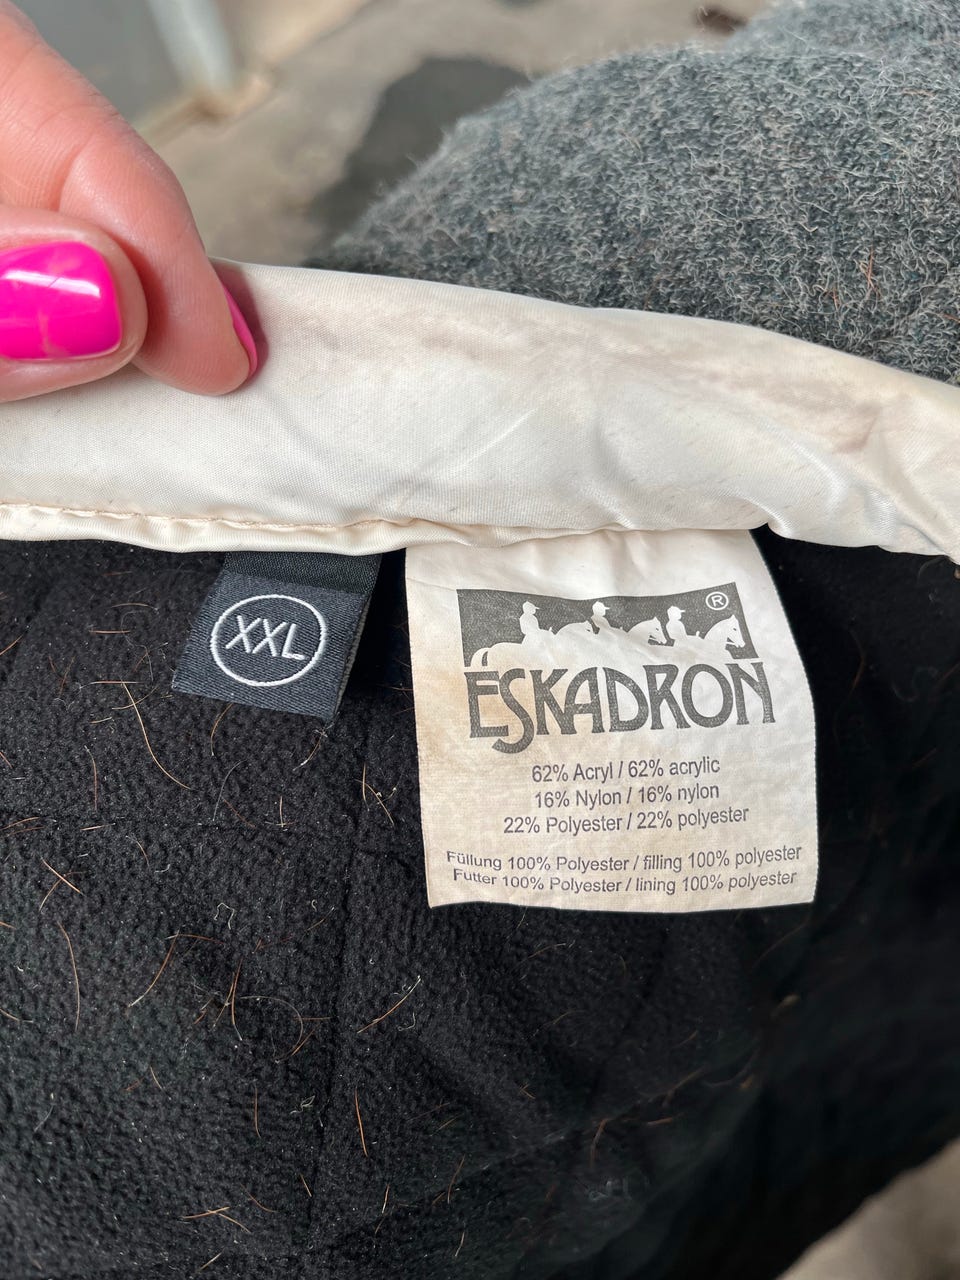 XXL
®
ESKADRON
62% Acryl / 62% acrylic
16% Nylon / 16% nylon
22% Polyester / 22% polyester
Füllung 100% Polyester / filling 100% polyester
Futter 100% Polyester / lining 100% polyester